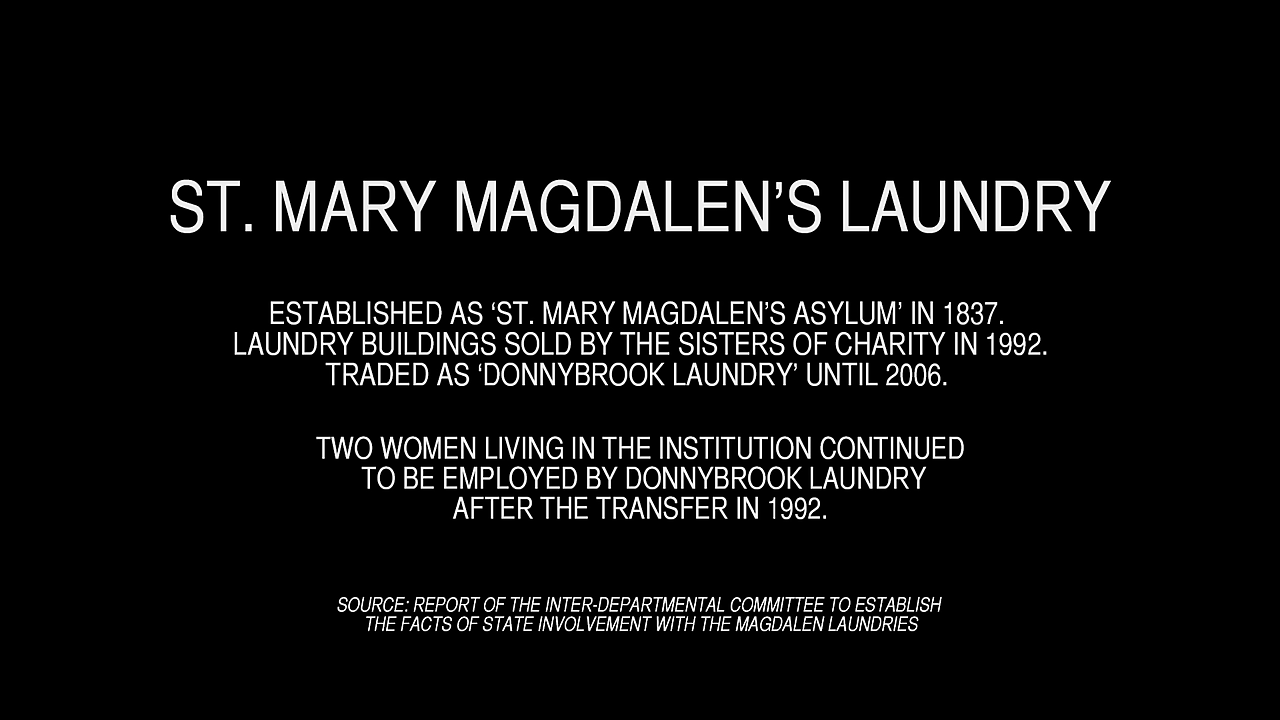 ST. MARY MAGDALEN’S LAUNDRY
ESTABLISHED AS ‘ST. MARY MAGDALEN’S ASYLUM’ IN 1837.
LAUNDRY BUILDINGS SOLD BY THE SISTERS OF CHARITY IN 1992.
TRADED AS ‘DONNYBROOK LAUNDRY’ UNTIL 2006.
TWO WOMEN LIVING IN THE INSTITUTION CONTINUED
TO BE EMPLOYED BY DONNYBROOK LAUNDRY
AFTER THE TRANSFER IN 1992.
SOURCE: REPORT OF THE INTER-DEPARTMENTAL COMMITTEE TO ESTABLISH
THE FACTS OF STATE INVOLVEMENT WITH THE MAGDALEN LAUNDRIES